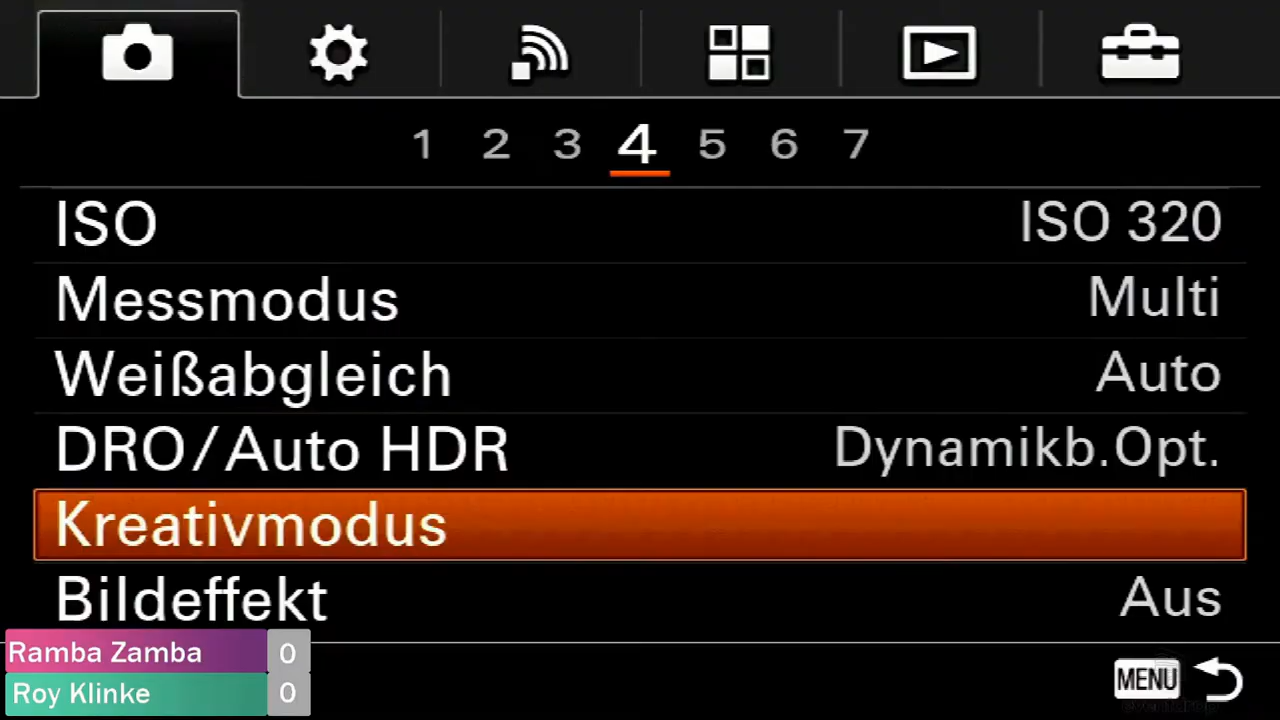 1 2 3 4 5 6 7
ISO ISO 320
Messmodus Multi
Weißabgleich Auto
DRO/Auto HDR Dynamikb.Opt.
Kreativmodus
Bildeffekt Aus
Ramba Zamba 0
Roy Klinke 0
MENU